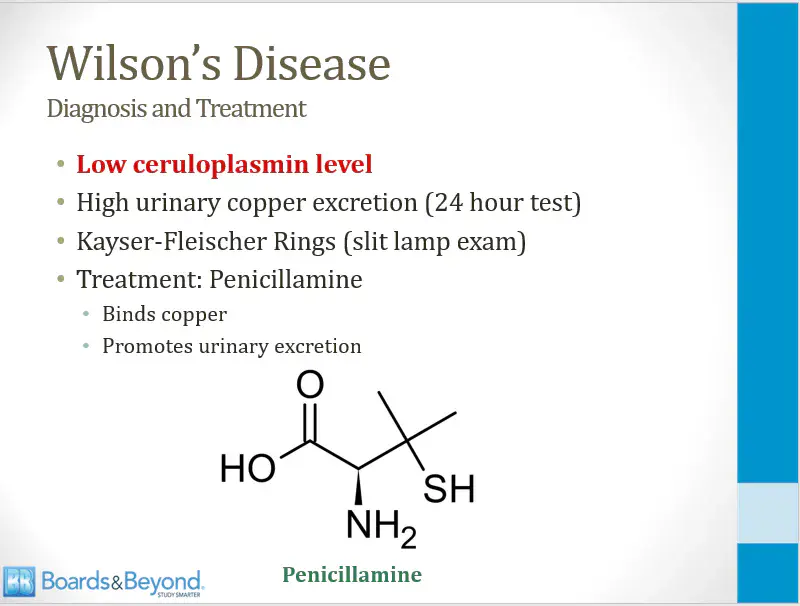 Wilson's Disease
Diagnosis and Treatment
• Low ceruloplasmin level
• High urinary copper excretion (24 hour test)
• Kayser-Fleischer Rings (slit lamp exam)
• Treatment: Penicillamine
• Binds copper
• Promotes urinary excretion
O
HO
SH
NH2
Penicillamine
BB Boards&Beyond.
STUDY SMARTER